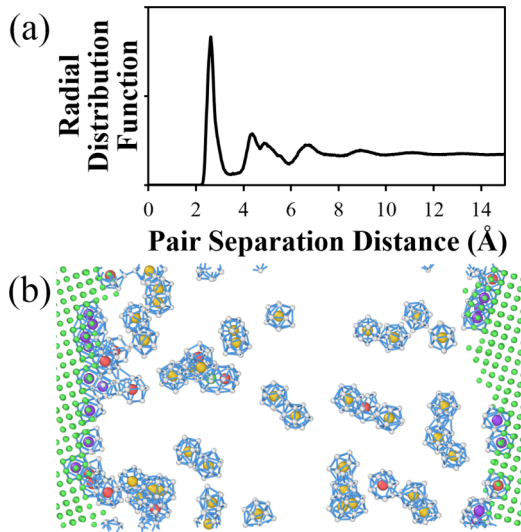 (a)
Radial
Distribution
Function
0 2 4 6 8 10 12 14
Pair Separation Distance (Å)
(b)